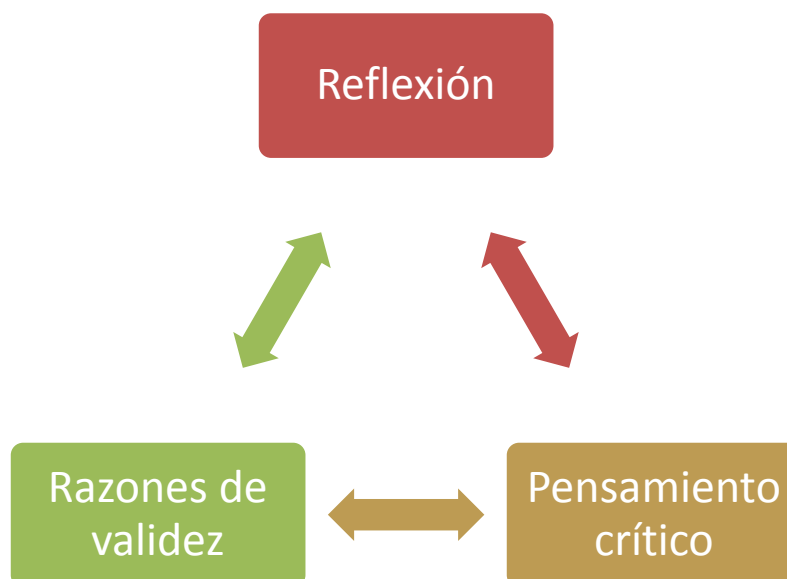 Reflexión
Razones de
validez
Pensamiento
crítico